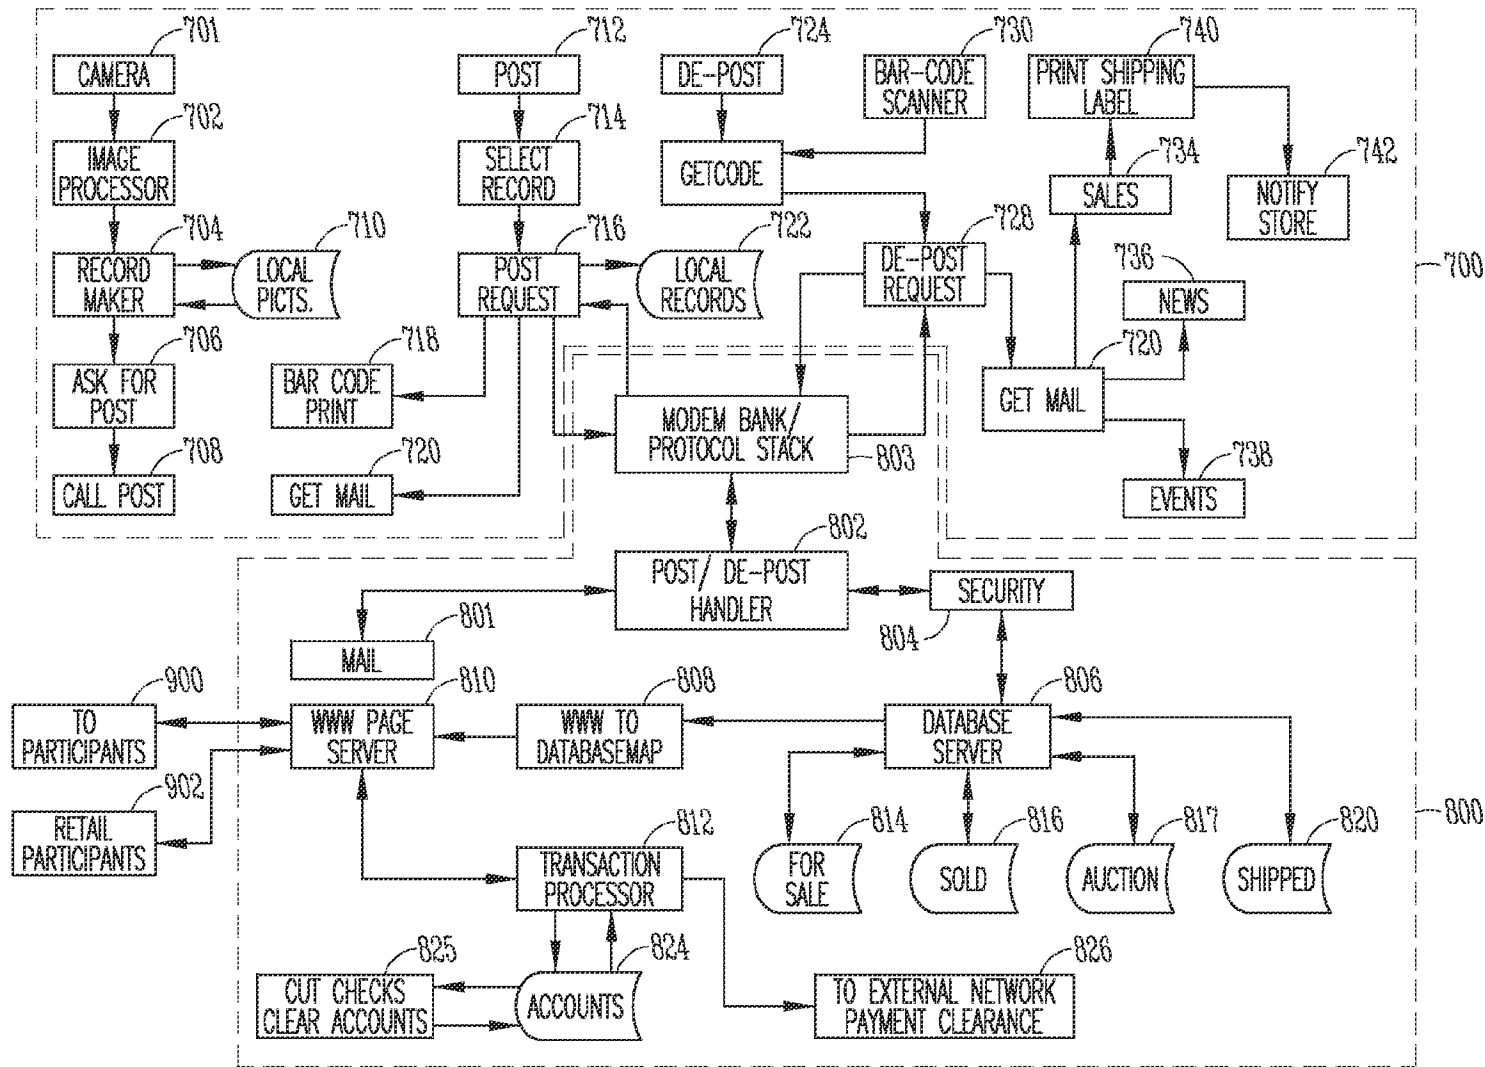 701
CAMERA
702
IMAGE
PROCESSOR
704
RECORD
MAKER
710
LOCAL
PICTS.
706
ASK FOR
POST
708
CALL POST
712
POST
714
SELECT
RECORD
716
POST
REQUEST
722
LOCAL
RECORDS
718
BAR CODE
PRINT
720
GET MAIL
724
DE-POST
GETCODE
730
BAR-CODE
SCANNER
728
DE-POST
REQUEST
740
PRINT SHIPPING
LABEL
734
SALES
742
NOTIFY
STORE
736
NEWS
720
GET MAIL
738
EVENTS
700
MODEM BANK/
PROTOCOL STACK
803
802
POST/ DE-POST
HANDLER
SECURITY
804
801
MAIL
900
TO
PARTICIPANTS
810
WWW PAGE
SERVER
808
WWW TO
DATABASEMAP
806
DATABASE
SERVER
902
RETAIL
PARTICIPANTS
812
TRANSACTION
PROCESSOR
814
FOR
SALE
816
SOLD
817
AUCTION
820
SHIPPED
800
825
CUT CHECKS
CLEAR ACCOUNTS
824
ACCOUNTS
826
TO EXTERNAL NETWORK
PAYMENT CLEARANCE